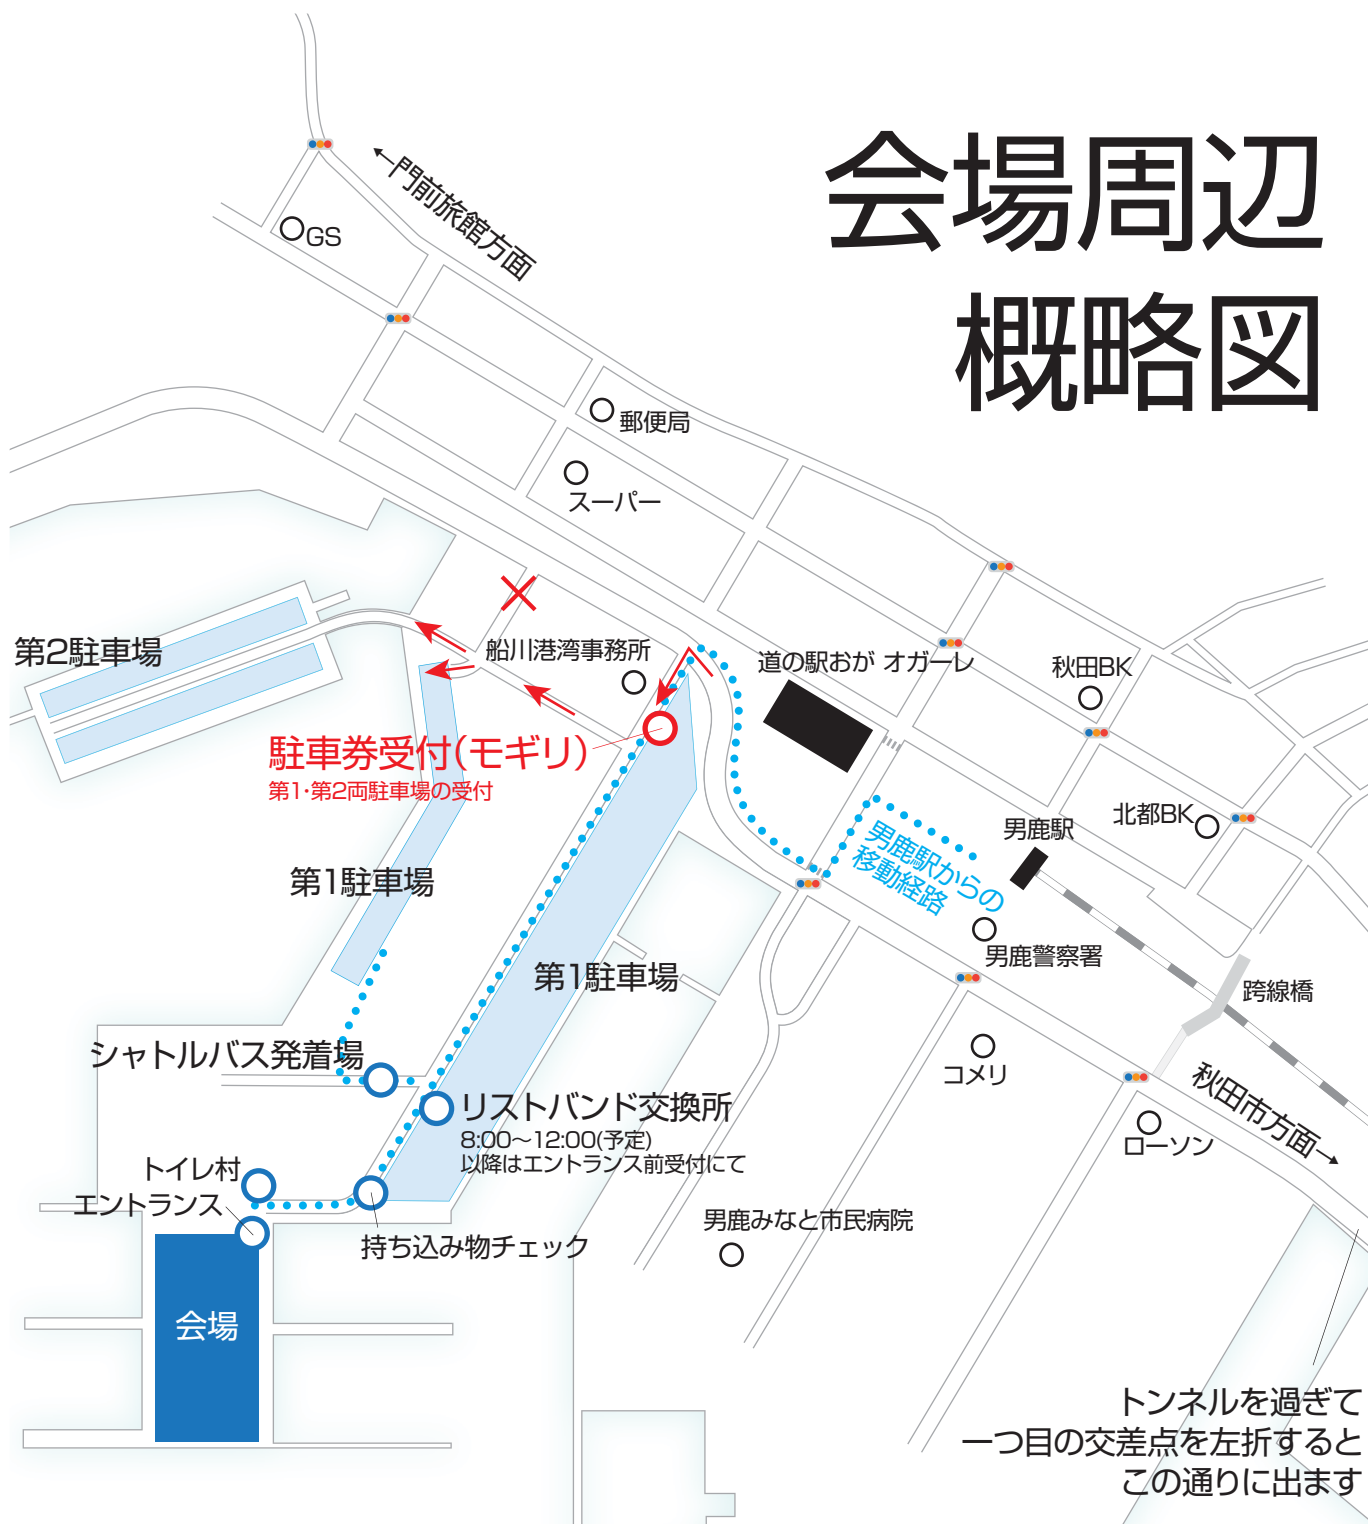 会場周辺
概略図
←門前旅館方面
GS
郵便局
スーパー
第2駐車場
船川港湾事務所
道の駅おが オガーレ
秋田BK
駐車券受付(モギリ)
第1・第2両駐車場の受付
北都BK
男鹿駅
男鹿駅からの
移動経路
第1駐車場
男鹿警察署
第1駐車場
跨線橋
シャトルバス発着場
コメリ
秋田市方面→
リストバンド交換所
8:00〜12:00(予定)
以降はエントランス前受付にて
ローソン
トイレ村
エントランス
男鹿みなと市民病院
持ち込み物チェック
会場
トンネルを過ぎて
一つ目の交差点を左折すると
この通りに出ます